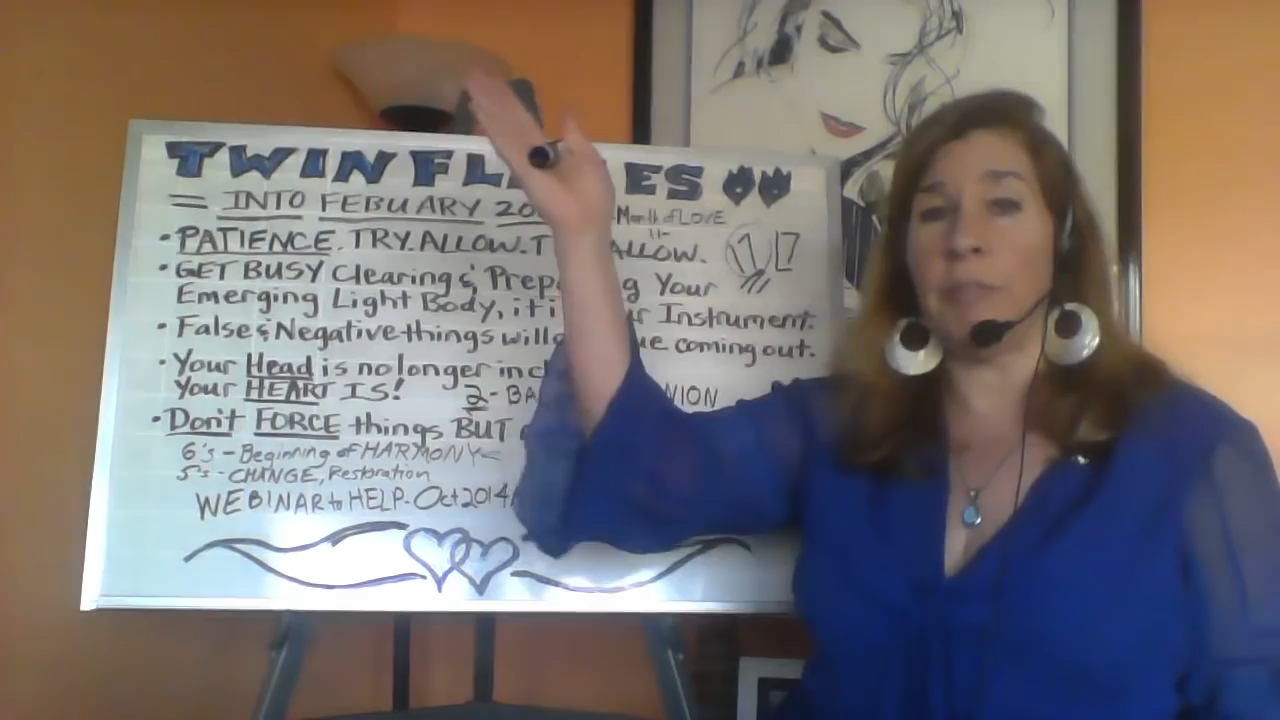 TWIN FL ES
= INTO FEBUARY 20 Month of LOVE
• PATIENCE. TRY. ALLOW. T ALLOW. 17
• GET BUSY Clearing & Prep g Your
Emerging Light Body, it i r Instrument.
• False & Negative things will ue coming out.
• Your Head is no longer in c
Your HEART IS! 2 - BA NION
• Don't FORCE things BUT
6's - Beginning of HARMONY
5's - CHANGE, Restoration
WEBINAR to HELP - Oct 2014